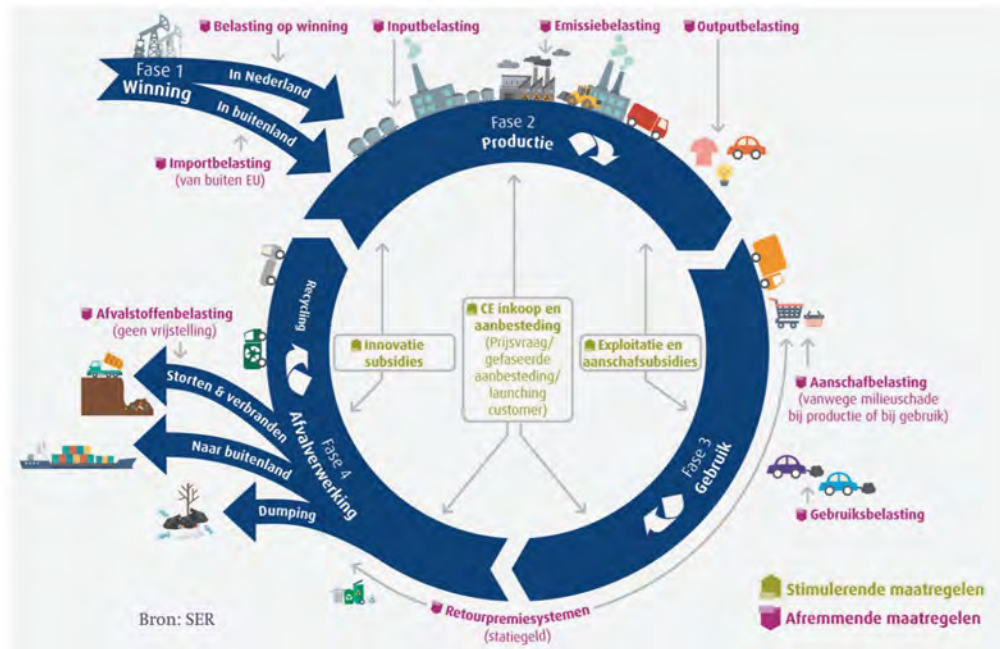 Belasting op winning
Inputbelasting
Emissiebelasting
Outputbelasting
Fase 1
Winning
In Nederland
In buitenland
Importbelasting
(van buiten EU)
Fase 2
Productie
Recycling
Afvalstoffenbelasting
(geen vrijstelling)
Storten & verbranden
Naar buitenland
Dumping
Fase 4
Afvalverwerking
Innovatie
subsidies
CE inkoop en
aanbesteding
(Prijsvraag/
gefaseerde
aanbesteding/
launching
customer)
Exploitatie en
aanschafsubsidies
Fase 3
Gebruik
Aanschafbelasting
(vanwege milieuschade
bij productie of bij gebruik)
Gebruiksbelasting
Retourpremiesystemen
(statiegeld)
Stimulerende maatregelen
Afremmende maatregelen
Bron: SER